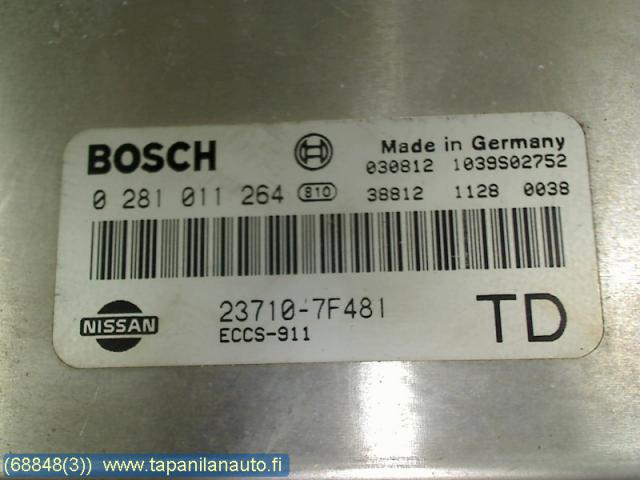 BOSCH Made in Germany
030812 1039S02752
0 281 011 264 810 38812 1128 0038
NISSAN 23710-7F481 TD
ECCS-911
(68848(3)) www.tapanilanauto.fi